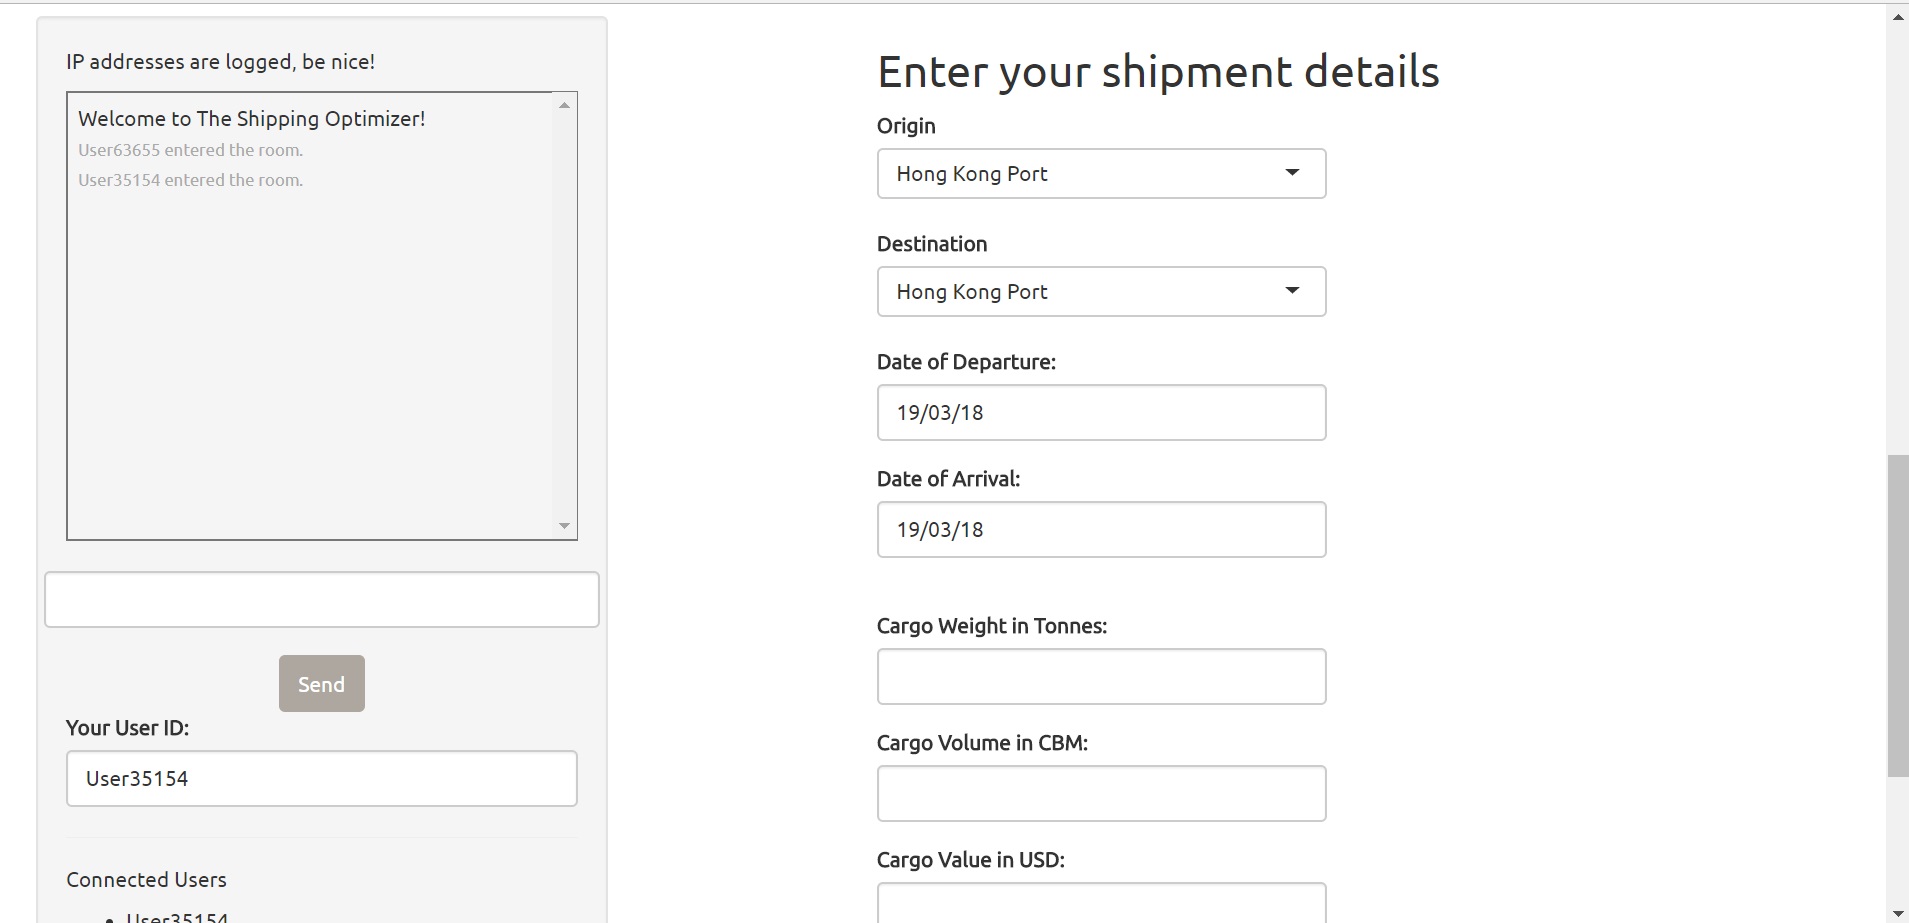 IP addresses are logged, be nice!
Welcome to The Shipping Optimizer!
User63655 entered the room.
User35154 entered the room.
Send
Your User ID:
User35154
Connected Users
User35154
Enter your shipment details
Origin
Hong Kong Port
Destination
Hong Kong Port
Date of Departure:
19/03/18
Date of Arrival:
19/03/18
Cargo Weight in Tonnes:
Cargo Volume in CBM:
Cargo Value in USD: